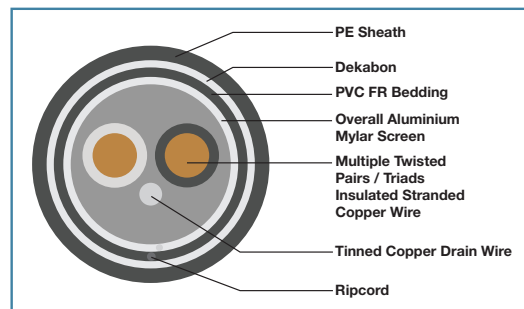 PE Sheath
Dekabon
PVC FR Bedding
Overall Aluminium
Mylar Screen
Multiple Twisted
Pairs / Triads
Insulated Stranded
Copper Wire
Tinned Copper Drain Wire
Ripcord